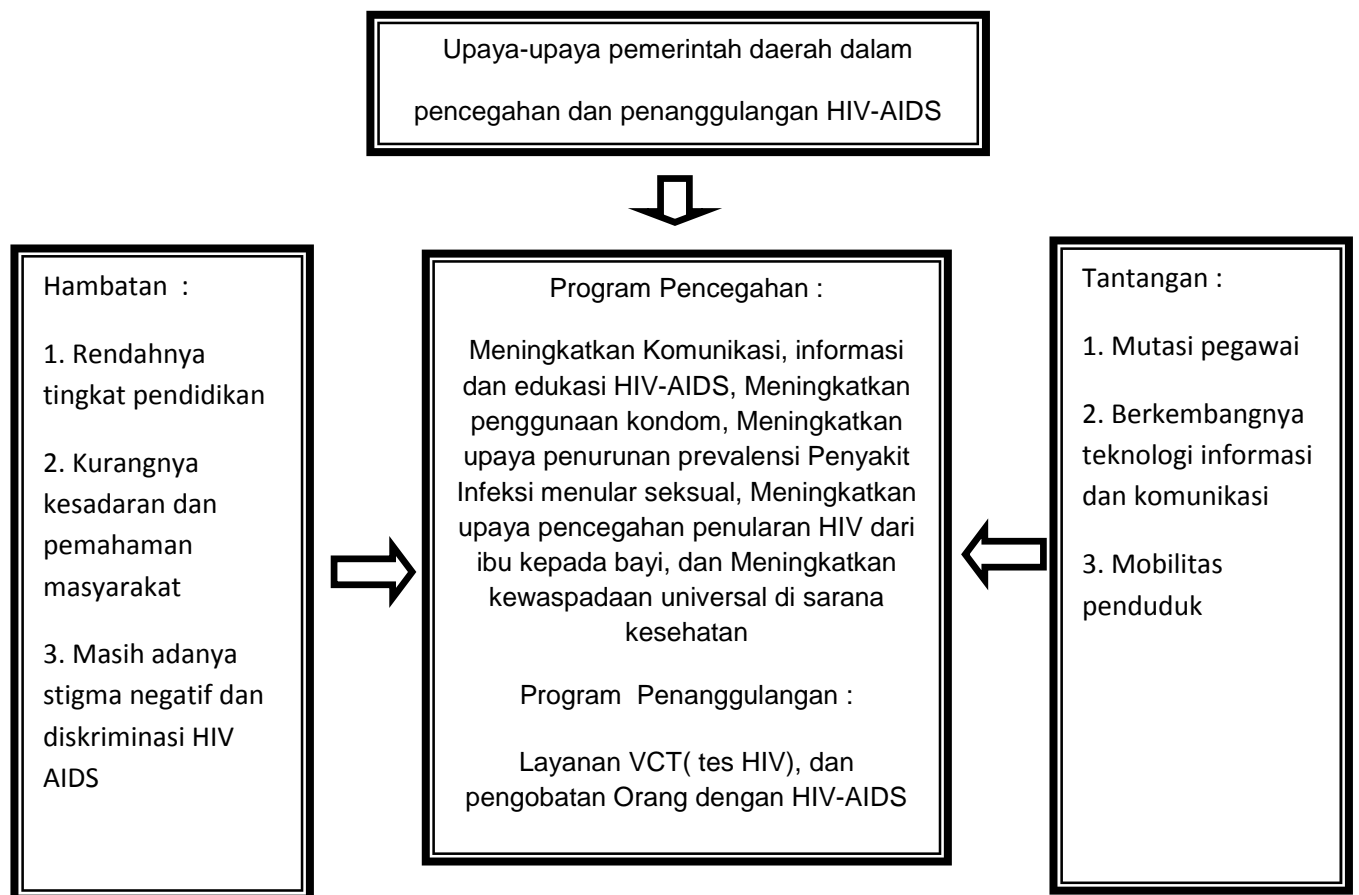 Upaya-upaya pemerintah daerah dalam
pencegahan dan penanggulangan HIV-AIDS
Hambatan :
1. Rendahnya
tingkat pendidikan
2. Kurangnya
kesadaran dan
pemahaman
masyarakat
3. Masih adanya
stigma negatif dan
diskriminasi HIV
AIDS
Program Pencegahan :
Meningkatkan Komunikasi, informasi
dan edukasi HIV-AIDS, Meningkatkan
penggunaan kondom, Meningkatkan
upaya penurunan prevalensi Penyakit
Infeksi menular seksual, Meningkatkan
upaya pencegahan penularan HIV dari
ibu kepada bayi, dan Meningkatkan
kewaspadaan universal di sarana
kesehatan
Program Penanggulangan :
Layanan VCT( tes HIV), dan
pengobatan Orang dengan HIV-AIDS
Tantangan :
1. Mutasi pegawai
2. Berkembangnya
teknologi informasi
dan komunikasi
3. Mobilitas
penduduk